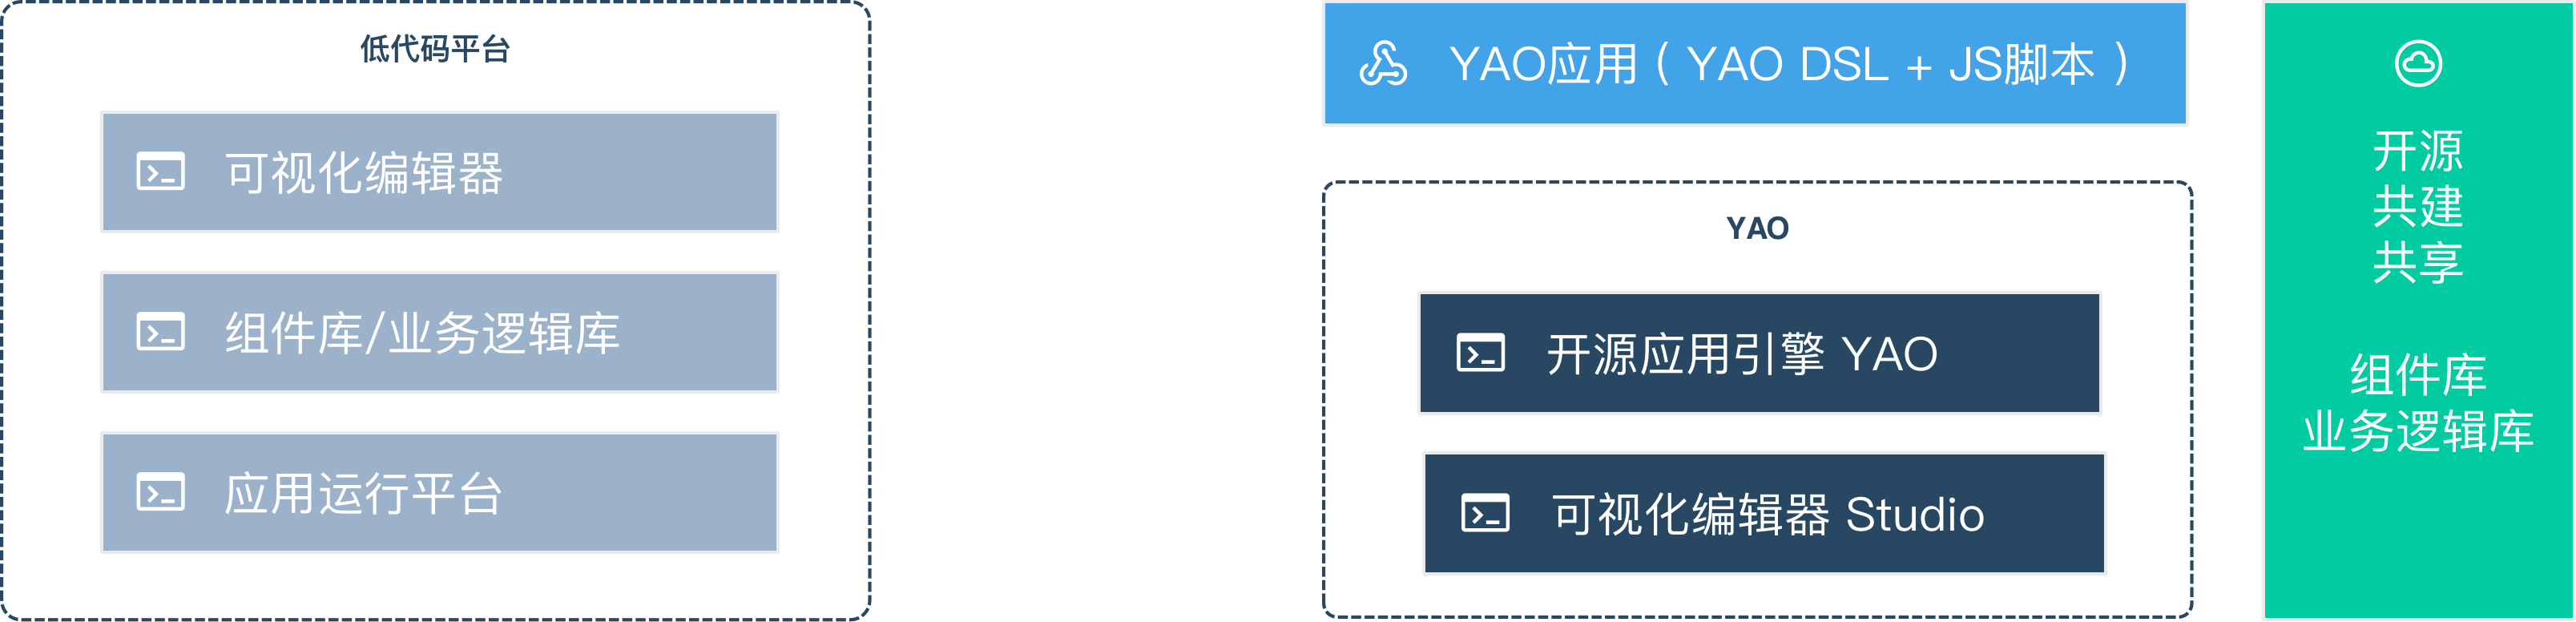 低代码平台
可视化编辑器
组件库/业务逻辑库
应用运行平台
YAO应用（YAO DSL + JS脚本）
YAO
开源应用引擎 YAO
可视化编辑器 Studio
开源
共建
共享
组件库
业务逻辑库